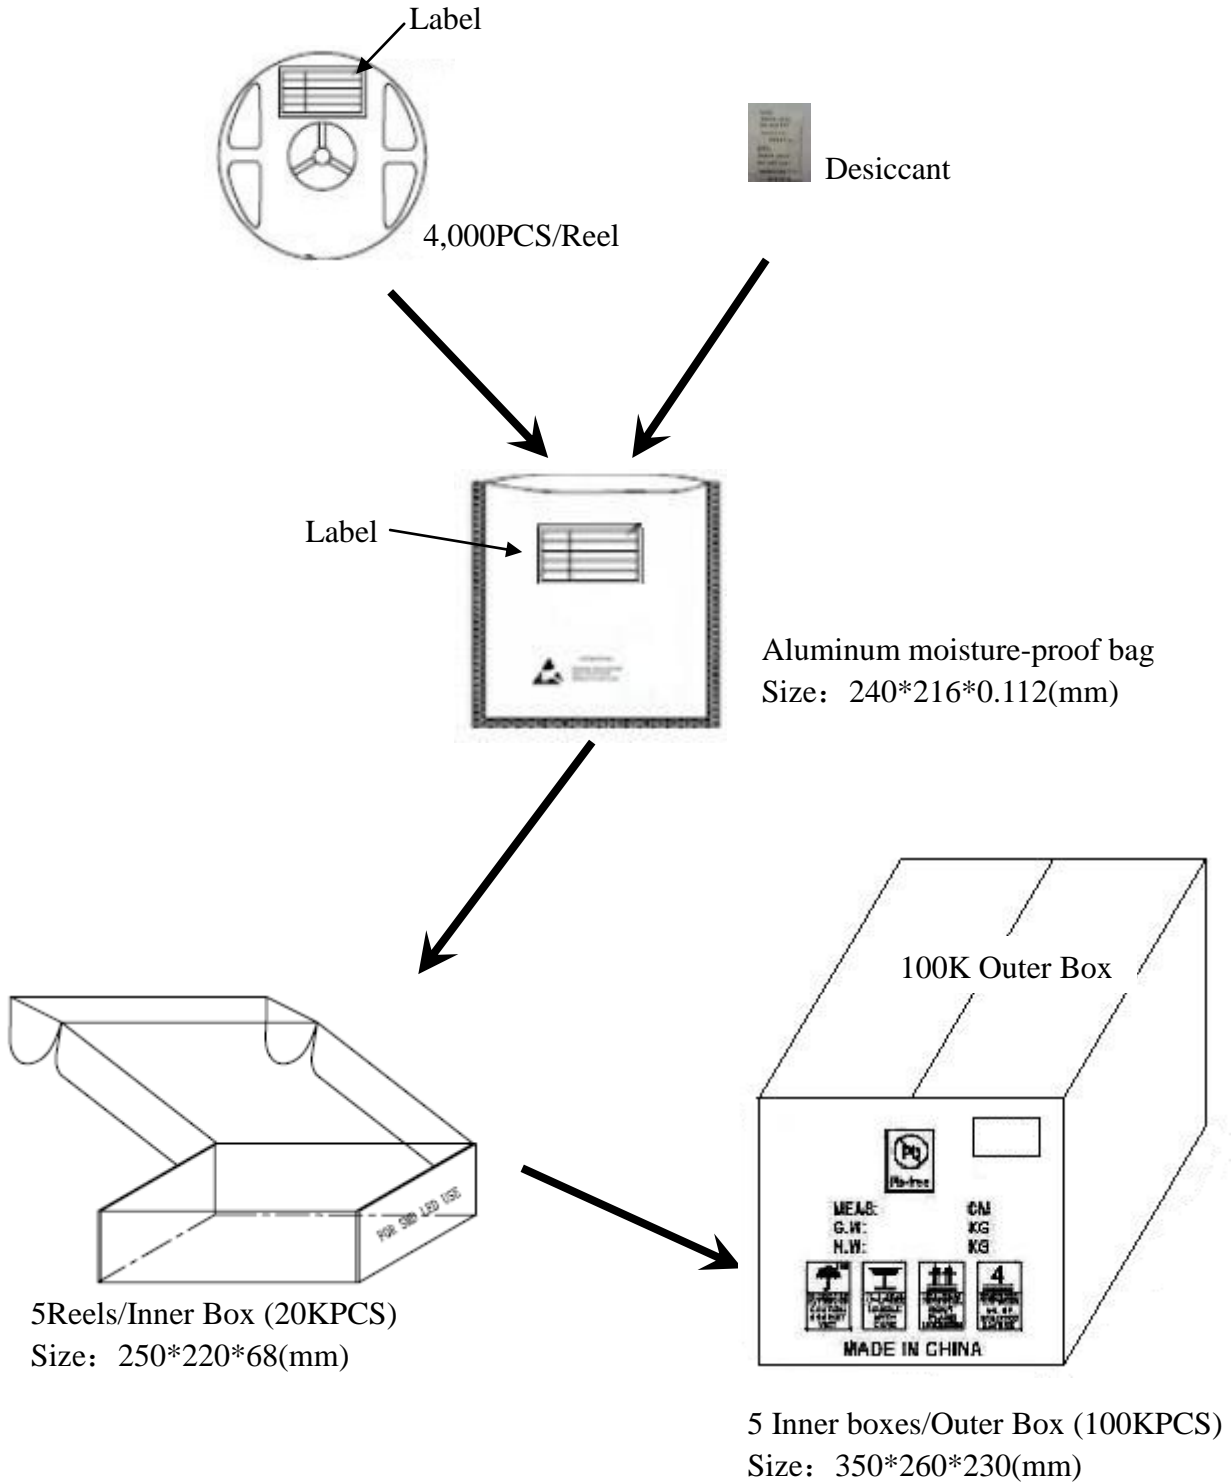 Label
Desiccant
4,000PCS/Reel
Label
Aluminum moisture-proof bag
Size：240*216*0.112(mm)
100K Outer Box
FOR SMD LED USE
Pb-free
MEAS: CM
G.W: KG
N.W: KG
4
MADE IN CHINA
5Reels/Inner Box (20KPCS)
Size：250*220*68(mm)
5 Inner boxes/Outer Box (100KPCS)
Size：350*260*230(mm)